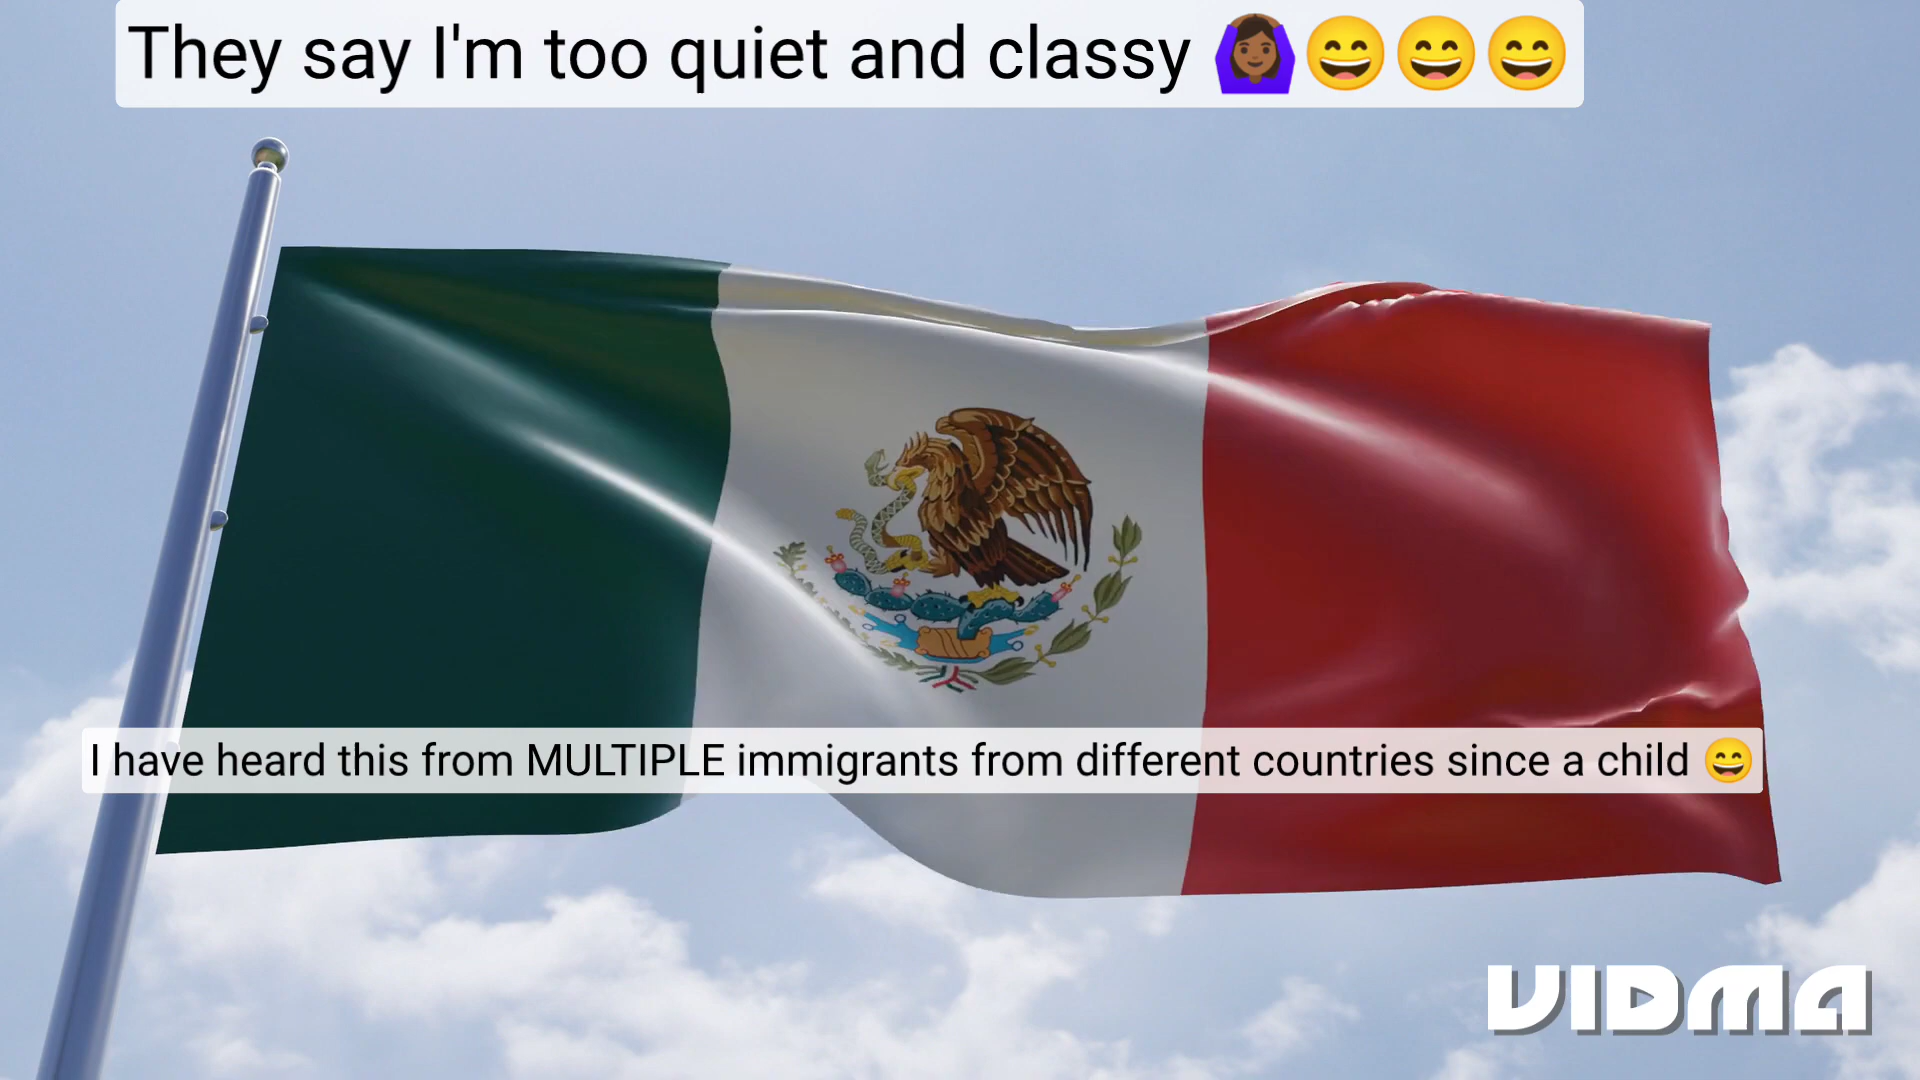 They say I'm too quiet and classy 🙆🏾‍♀️😄😄😄
I have heard this from MULTIPLE immigrants from different countries since a child 😄
VIDMA